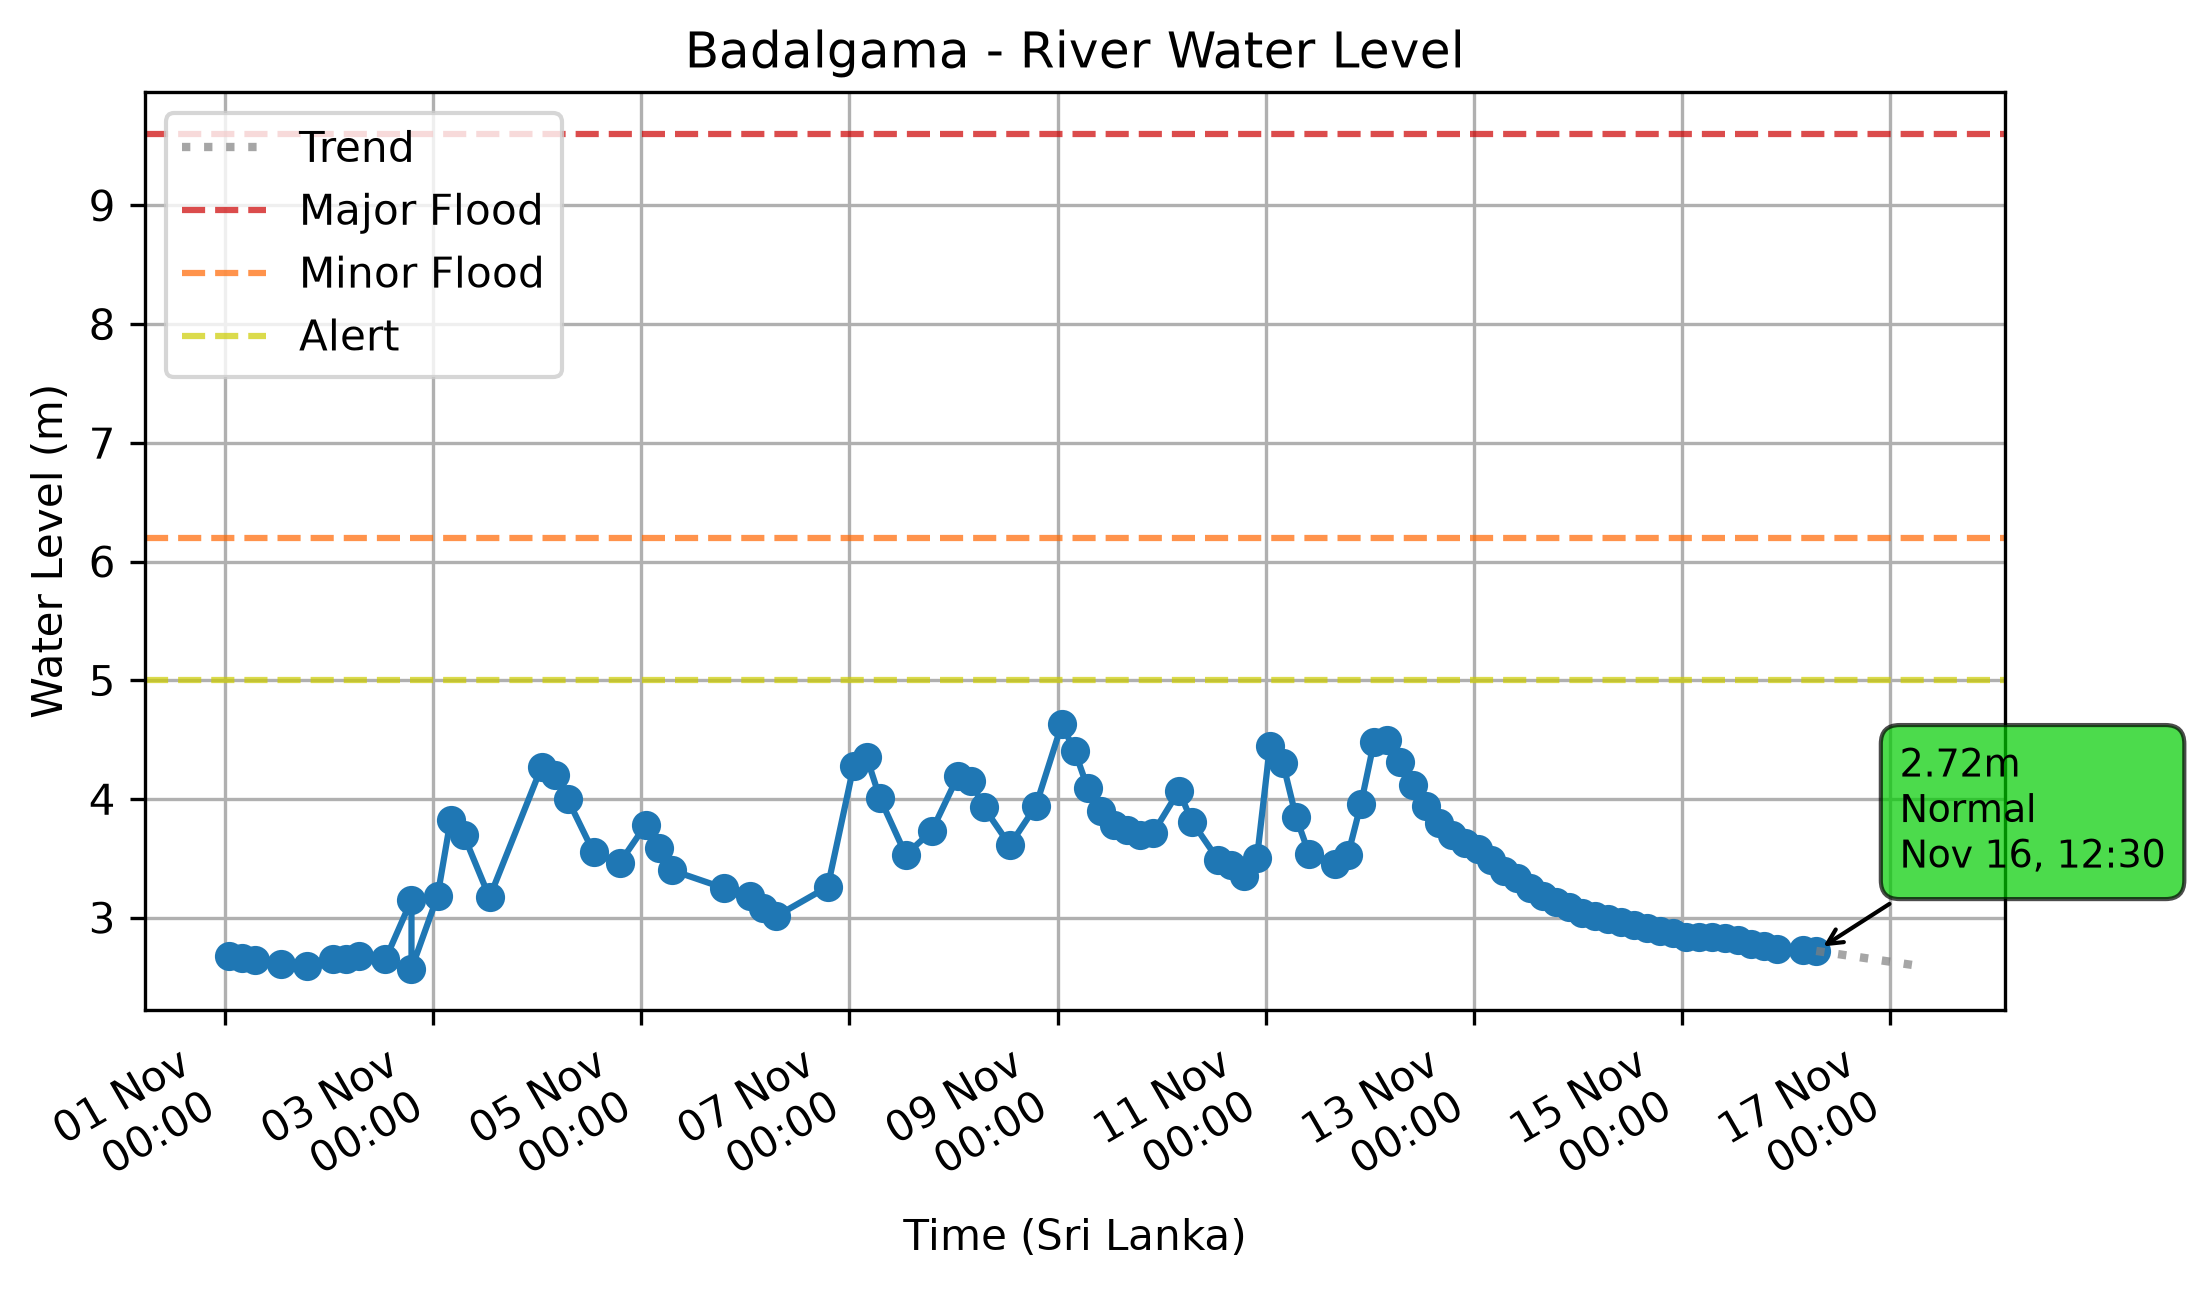 Badalgama - River Water Level
Trend
Major Flood
Minor Flood
Alert
Water Level (m)
9
8
7
6
5
4
3
2.72m
Normal
Nov 16, 12:30
01 Nov
00:00
03 Nov
00:00
05 Nov
00:00
07 Nov
00:00
09 Nov
00:00
11 Nov
00:00
13 Nov
00:00
15 Nov
00:00
17 Nov
00:00
Time (Sri Lanka)